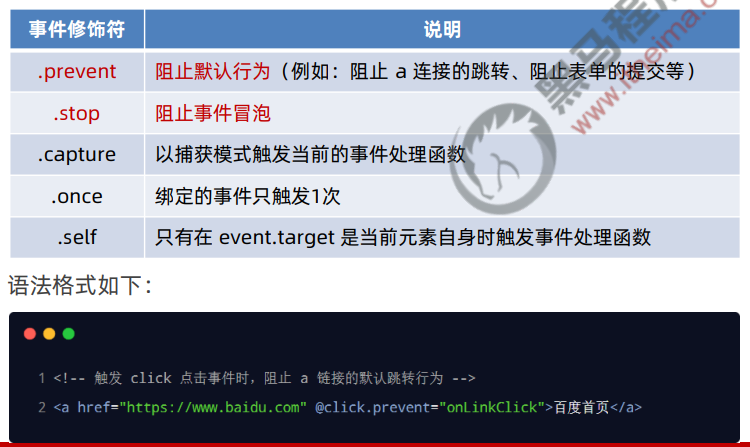 事件修饰符 说明
.prevent 阻止默认行为（例如：阻止 a 连接的跳转、阻止表单的提交等）
.stop 阻止事件冒泡
.capture 以捕获模式触发当前的事件处理函数
.once 绑定的事件只触发1次
.self 只有在 event.target 是当前元素自身时触发事件处理函数
语法格式如下：
1 <!-- 触发 click 点击事件时，阻止 a 链接的默认跳转行为 -->
2 <a href="https://www.baidu.com" @click.prevent="onLinkClick">百度首页</a>
黑马程
www.itheima.com